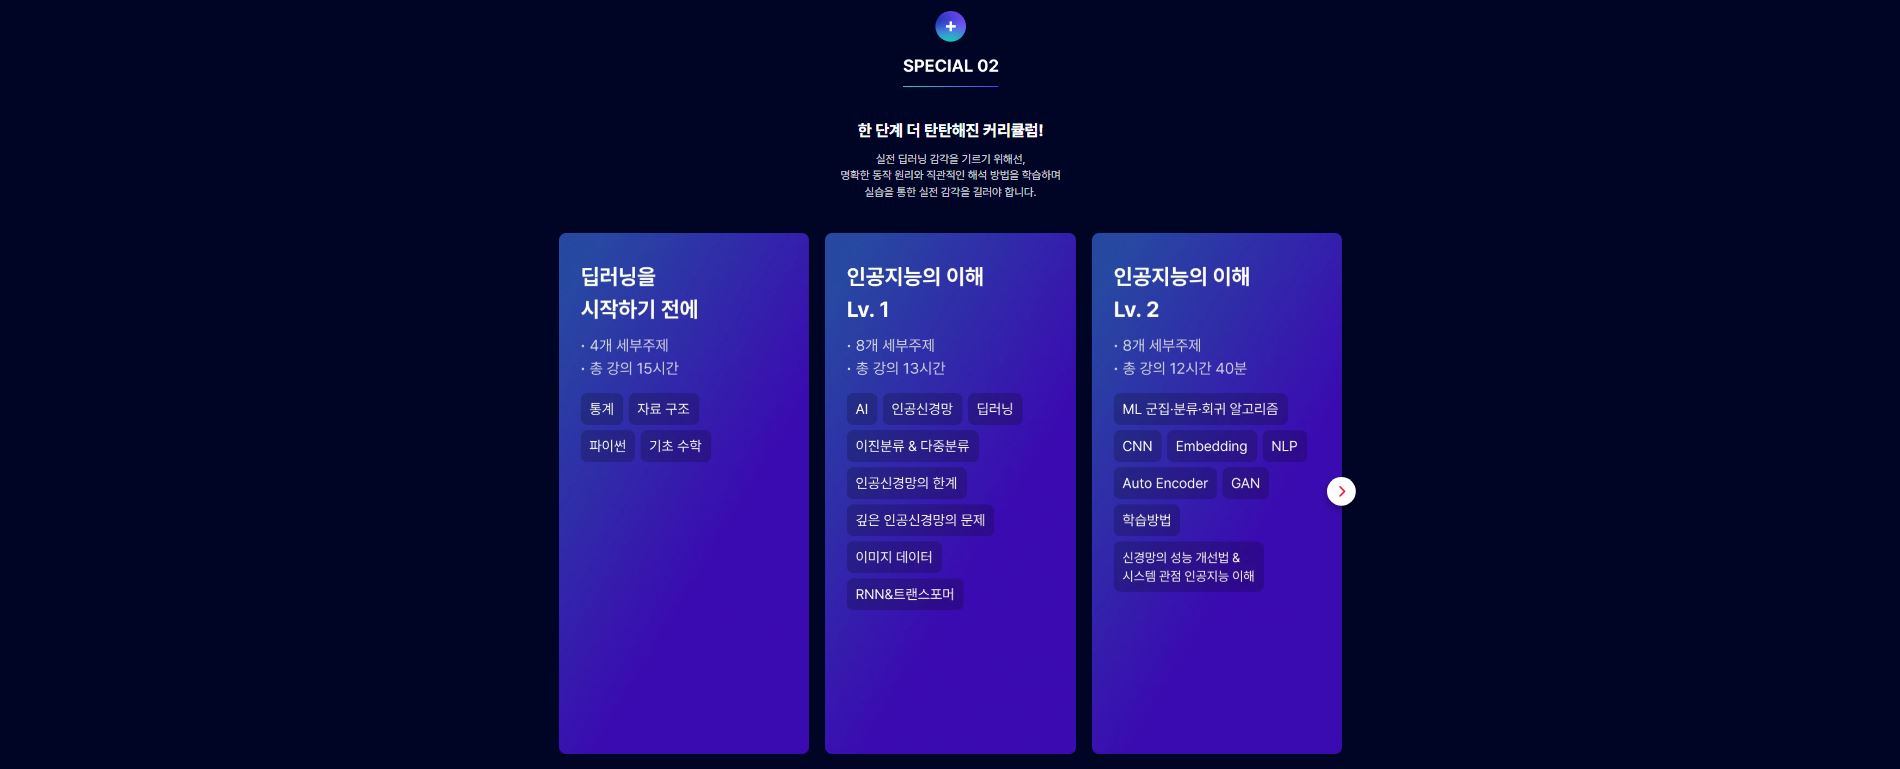 SPECIAL 02
한 단계 더 탄탄해진 커리큘럼!
실전 딥러닝 감각을 기르기 위해선,
명확한 동작 원리와 직관적인 해석 방법을 학습하며
실습을 통한 실전 감각을 길러야 합니다.
딥러닝을
시작하기 전에
· 4개 세부주제
· 총 강의 15시간
통계 자료 구조
파이썬 기초 수학
인공지능의 이해
Lv. 1
· 8개 세부주제
· 총 강의 13시간
AI 인공신경망 딥러닝
이진분류 & 다중분류
인공신경망의 한계
깊은 인공신경망의 문제
이미지 데이터
RNN&트랜스포머
인공지능의 이해
Lv. 2
· 8개 세부주제
· 총 강의 12시간 40분
ML 군집·분류·회귀 알고리즘
CNN Embedding NLP
Auto Encoder GAN
학습방법
신경망의 성능 개선법 &
시스템 관점 인공지능 이해